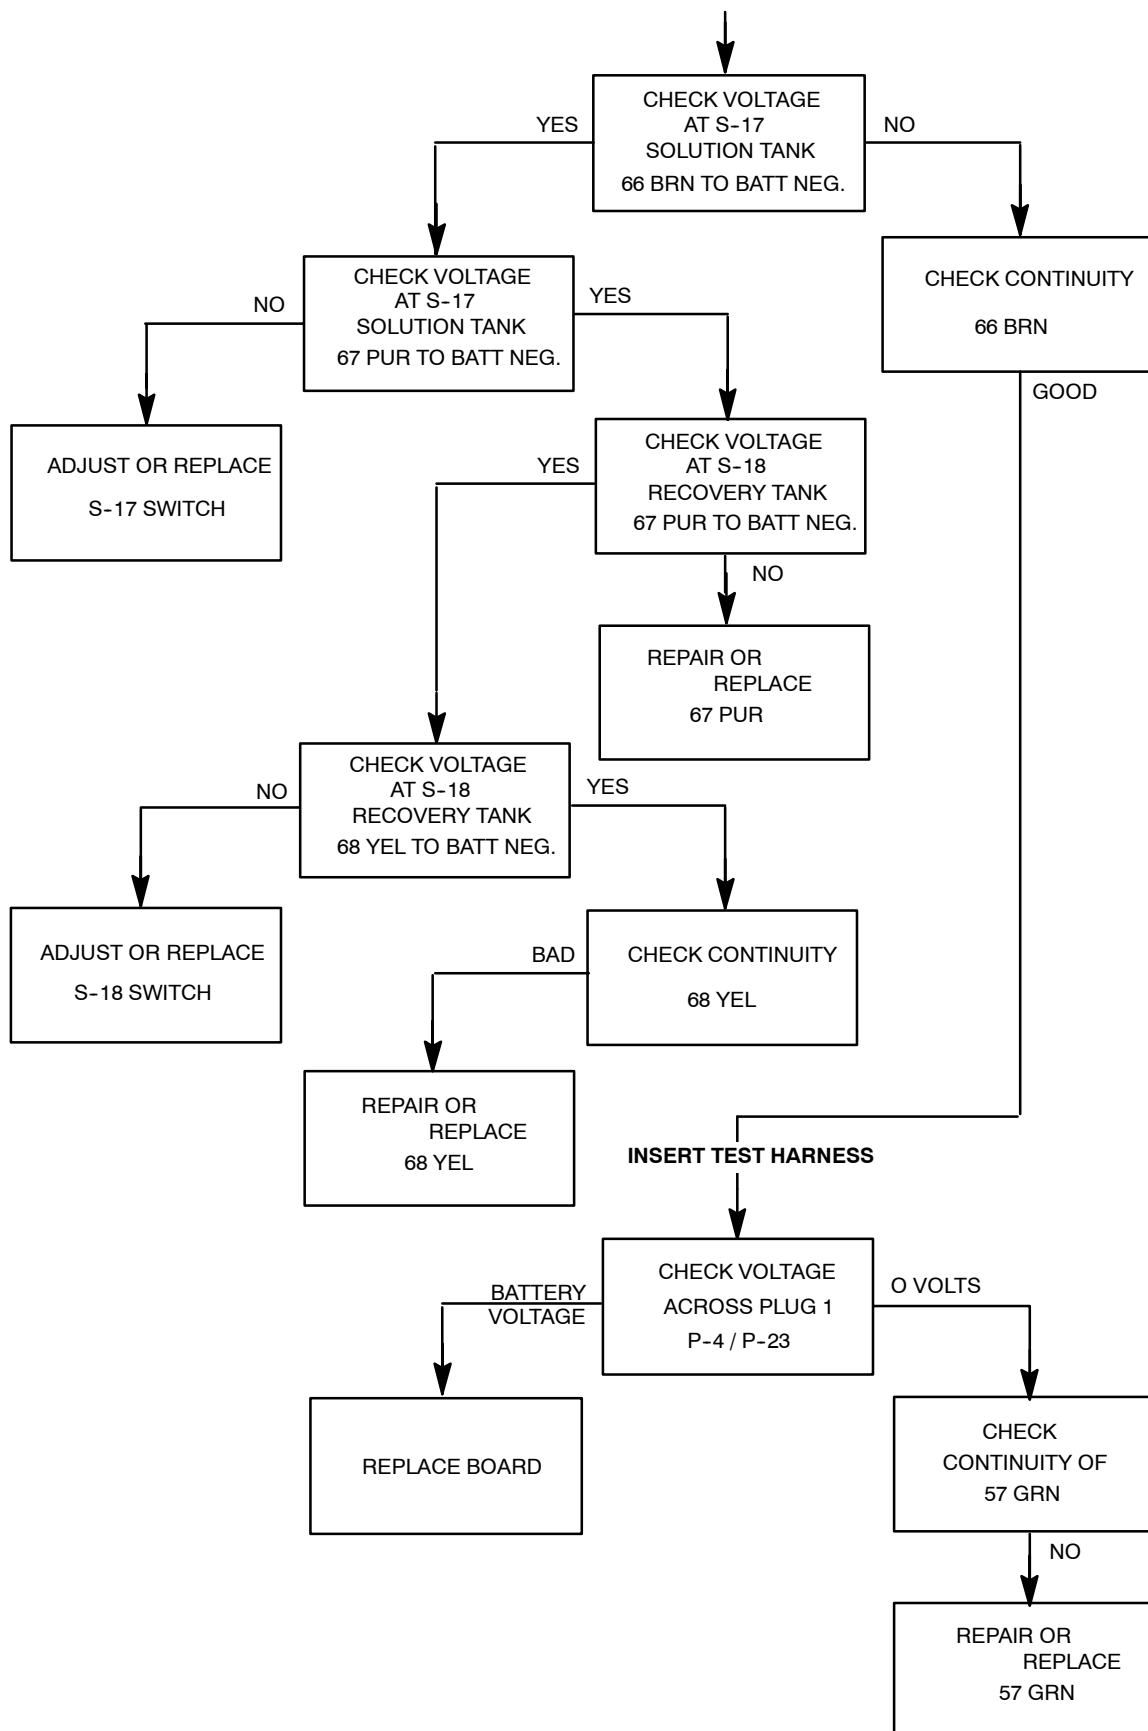 CHECK VOLTAGE
AT S-17
SOLUTION TANK
66 BRN TO BATT NEG.
YES
NO
CHECK VOLTAGE
AT S-17
SOLUTION TANK
67 PUR TO BATT NEG.
NO
YES
CHECK CONTINUITY
66 BRN
GOOD
ADJUST OR REPLACE
S-17 SWITCH
CHECK VOLTAGE
AT S-18
RECOVERY TANK
67 PUR TO BATT NEG.
YES
NO
REPAIR OR
REPLACE
67 PUR
CHECK VOLTAGE
AT S-18
RECOVERY TANK
68 YEL TO BATT NEG.
NO
YES
ADJUST OR REPLACE
S-18 SWITCH
CHECK CONTINUITY
68 YEL
BAD
REPAIR OR
REPLACE
68 YEL
INSERT TEST HARNESS
CHECK VOLTAGE
ACROSS PLUG 1
P-4 / P-23
BATTERY
VOLTAGE
O VOLTS
REPLACE BOARD
CHECK
CONTINUITY OF
57 GRN
NO
REPAIR OR
REPLACE
57 GRN